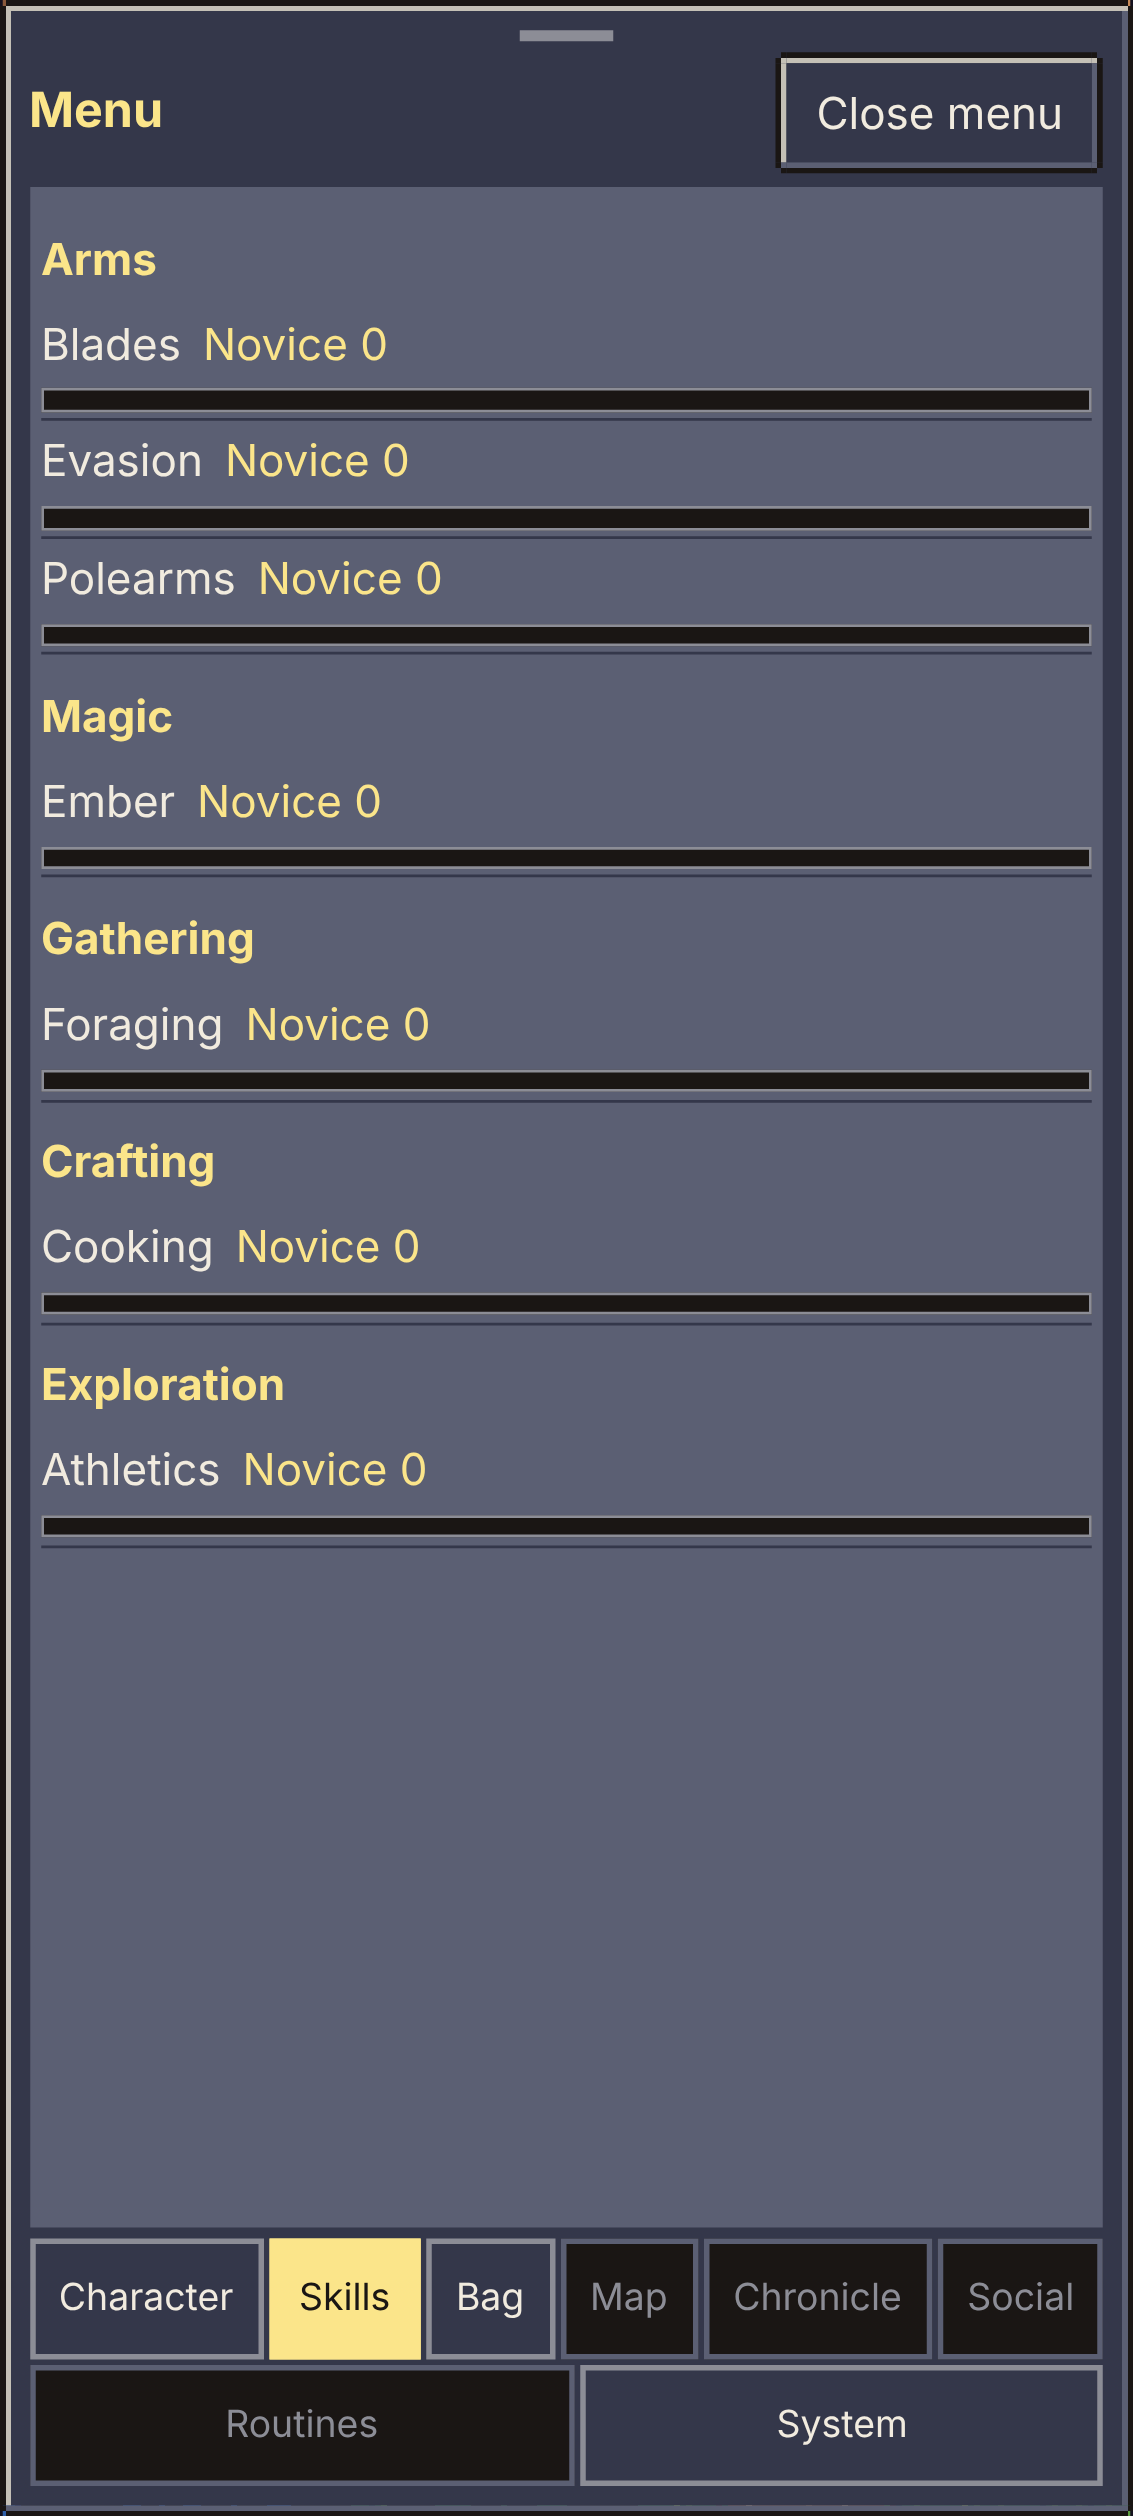 Menu
Close menu
Arms
Blades Novice 0
Evasion Novice 0
Polearms Novice 0
Magic
Ember Novice 0
Gathering
Foraging Novice 0
Crafting
Cooking Novice 0
Exploration
Athletics Novice 0
Character Skills Bag Map Chronicle Social
Routines System